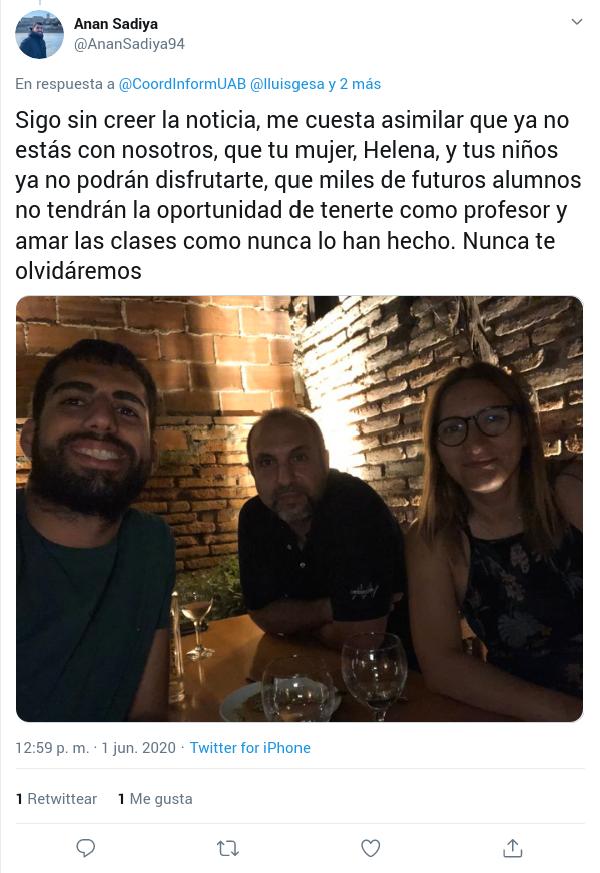 Anan Sadiya
@AnanSadiya94
En respuesta a @CoordInformUAB @lluisgesa y 2 más
Sigo sin creer la noticia, me cuesta asimilar que ya no
estás con nosotros, que tu mujer, Helena, y tus niños
ya no podrán disfrutarte, que miles de futuros alumnos
no tendrán la oportunidad de tenerte como profesor y
amar las clases como nunca lo han hecho. Nunca te
olvidáremos
12:59 p. m. · 1 jun. 2020 · Twitter for iPhone
1 Retwittear 1 Me gusta